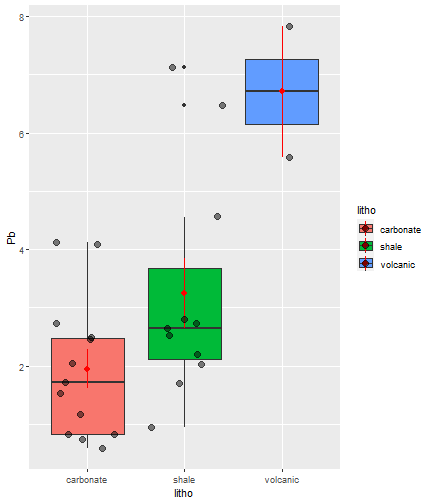 8
6
4
2
Pb
carbonate shale volcanic
litho
litho
carbonate
shale
volcanic